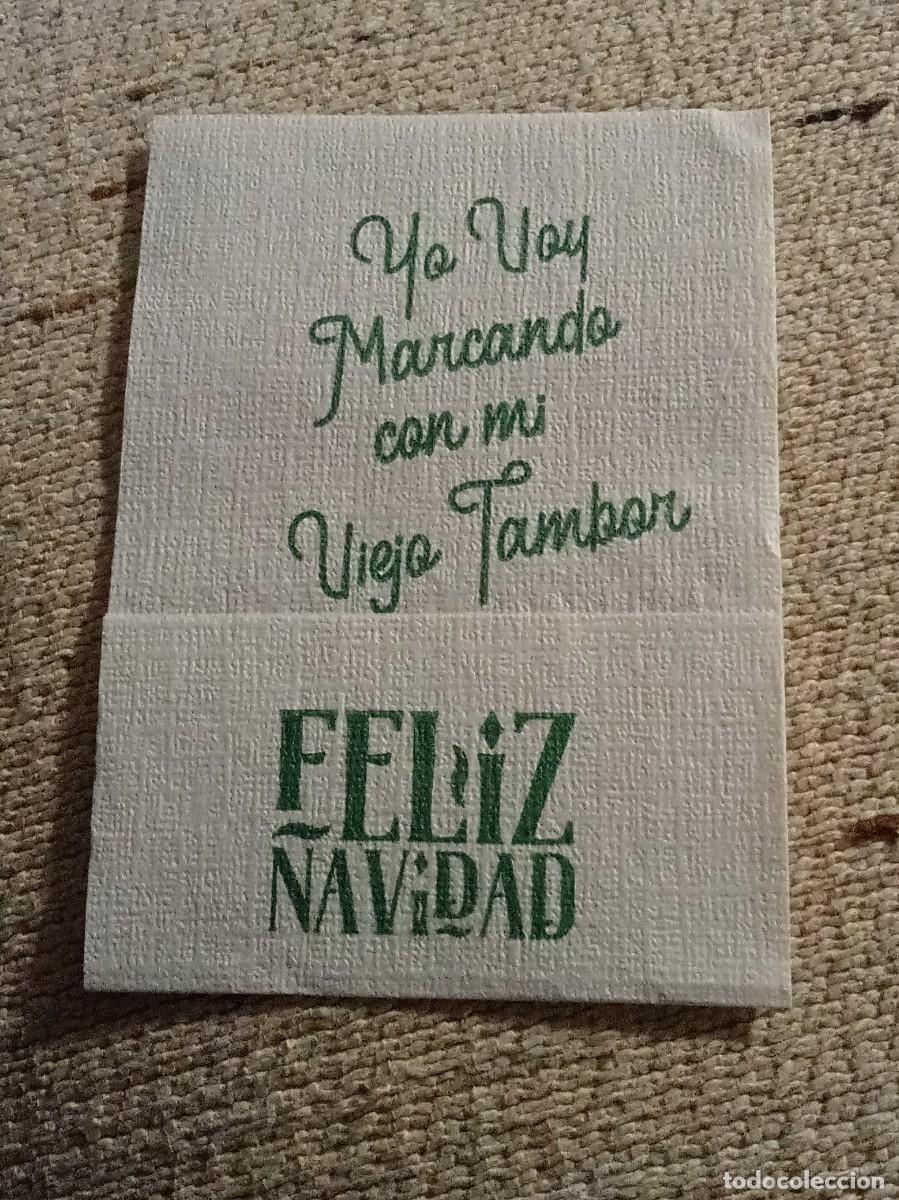 Yo Voy
Marcando
con mi
Viejo Tambor
FELiZ
NAViDAD
todocoleccion